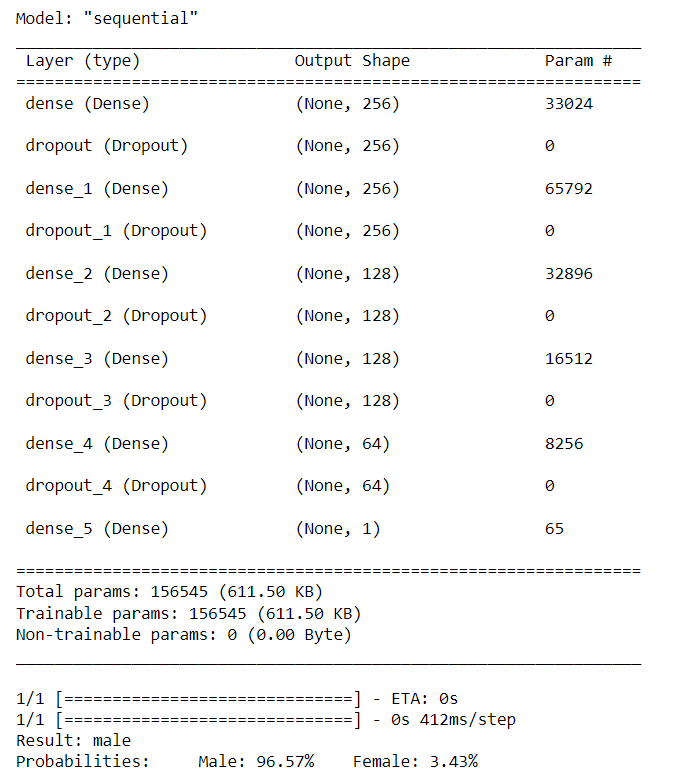 Model: "sequential"
_________________________________________________________________
 Layer (type)                Output Shape              Param #
=================================================================
 dense (Dense)               (None, 256)               33024
 dropout (Dropout)           (None, 256)               0
 dense_1 (Dense)             (None, 256)               65792
 dropout_1 (Dropout)         (None, 256)               0
 dense_2 (Dense)             (None, 128)               32896
 dropout_2 (Dropout)         (None, 128)               0
 dense_3 (Dense)             (None, 128)               16512
 dropout_3 (Dropout)         (None, 128)               0
 dense_4 (Dense)             (None, 64)                8256
 dropout_4 (Dropout)         (None, 64)                0
 dense_5 (Dense)             (None, 1)                 65
=================================================================
Total params: 156545 (611.50 KB)
Trainable params: 156545 (611.50 KB)
Non-trainable params: 0 (0.00 Byte)
_________________________________________________________________
1/1 [==============================] - ETA: 0s
1/1 [==============================] - 0s 412ms/step
Result: male
Probabilities:     Male: 96.57%    Female: 3.43%